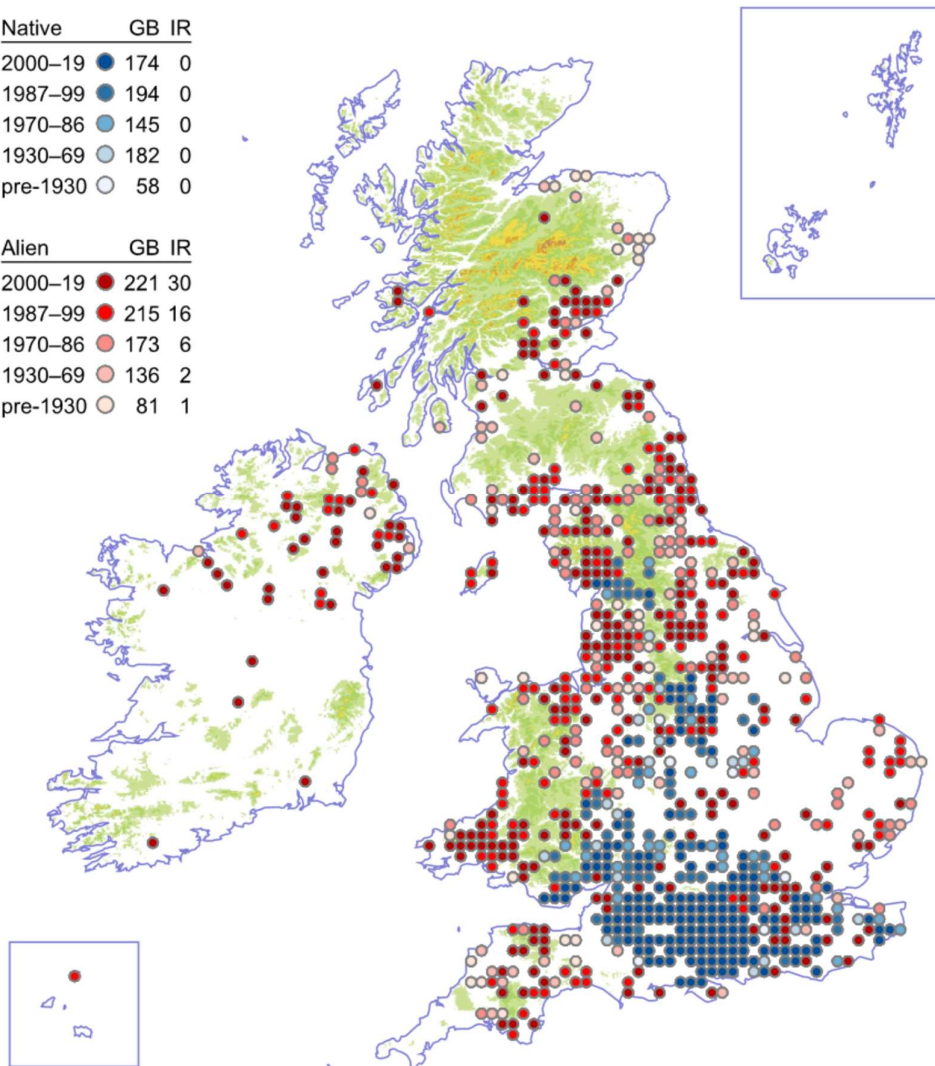 Native GB IR
2000–19 174 0
1987–99 194 0
1970–86 145 0
1930–69 182 0
pre-1930 58 0
Alien GB IR
2000–19 221 30
1987–99 215 16
1970–86 173 6
1930–69 136 2
pre-1930 81 1